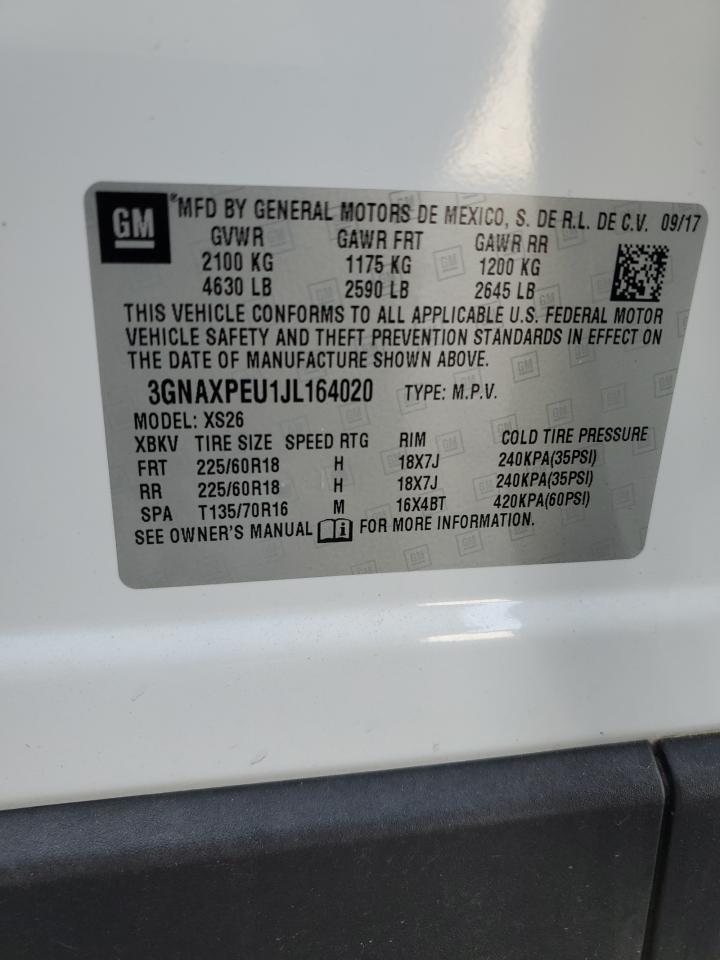 GM *MFD BY GENERAL MOTORS DE MEXICO, S. DE R.L. DE C.V. 09/17
GVWR GAWR FRT GAWR RR
2100 KG 1175 KG 1200 KG
4630 LB 2590 LB 2645 LB
THIS VEHICLE CONFORMS TO ALL APPLICABLE U.S. FEDERAL MOTOR
VEHICLE SAFETY AND THEFT PREVENTION STANDARDS IN EFFECT ON
THE DATE OF MANUFACTURE SHOWN ABOVE.
3GNAXPEU1JL164020 TYPE: M.P.V.
MODEL: XS26
XBKV TIRE SIZE SPEED RTG RIM COLD TIRE PRESSURE
FRT 225/60R18 H 18X7J 240KPA(35PSI)
RR 225/60R18 H 18X7J 240KPA(35PSI)
SPA T135/70R16 M 16X4BT 420KPA(60PSI)
SEE OWNER'S MANUAL i FOR MORE INFORMATION.